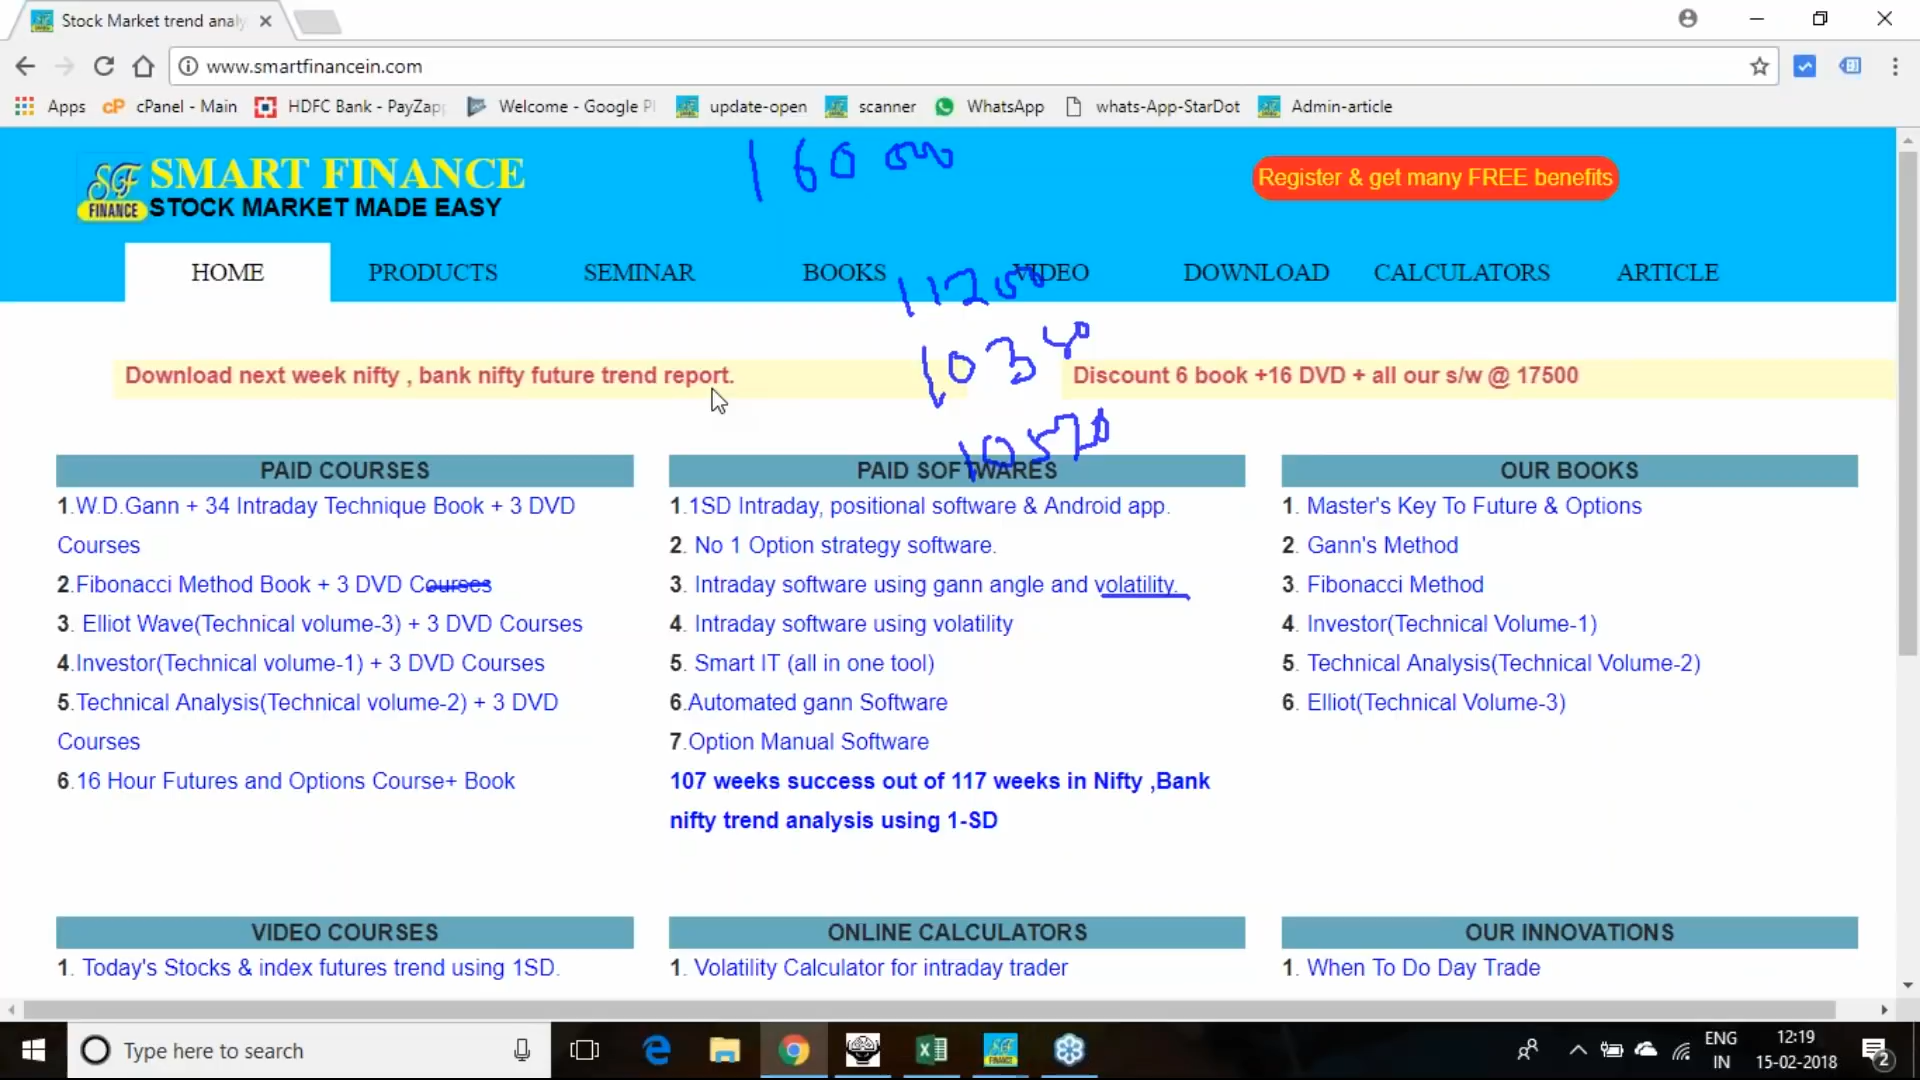 Stock Market trend anal
www.smartfinancein.com
Apps cPanel - Main HDFC Bank - PayZap Welcome - Google Pl update-open scanner WhatsApp whats-App-StarDot Admin-article
SF FINANCE
SMART FINANCE
STOCK MARKET MADE EASY
160 000
Register & get many FREE benefits
HOME PRODUCTS SEMINAR BOOKS VIDEO DOWNLOAD CALCULATORS ARTICLE
11250
10340
10570
Download next week nifty , bank nifty future trend report.
Discount 6 book +16 DVD + all our s/w @ 17500
PAID COURSES
1.W.D.Gann + 34 Intraday Technique Book + 3 DVD
Courses
2.Fibonacci Method Book + 3 DVD Courses
3. Elliot Wave(Technical volume-3) + 3 DVD Courses
4.Investor(Technical volume-1) + 3 DVD Courses
5.Technical Analysis(Technical volume-2) + 3 DVD
Courses
6.16 Hour Futures and Options Course+ Book
PAID SOFTWARES
1.1SD Intraday, positional software & Android app.
2. No 1 Option strategy software.
3. Intraday software using gann angle and volatility.
4. Intraday software using volatility
5. Smart IT (all in one tool)
6.Automated gann Software
7.Option Manual Software
107 weeks success out of 117 weeks in Nifty ,Bank
nifty trend analysis using 1-SD
OUR BOOKS
1. Master's Key To Future & Options
2. Gann's Method
3. Fibonacci Method
4. Investor(Technical Volume-1)
5. Technical Analysis(Technical Volume-2)
6. Elliot(Technical Volume-3)
VIDEO COURSES
1. Today's Stocks & index futures trend using 1SD.
ONLINE CALCULATORS
1. Volatility Calculator for intraday trader
OUR INNOVATIONS
1. When To Do Day Trade
Type here to search
ENG
IN
12:19
15-02-2018
2